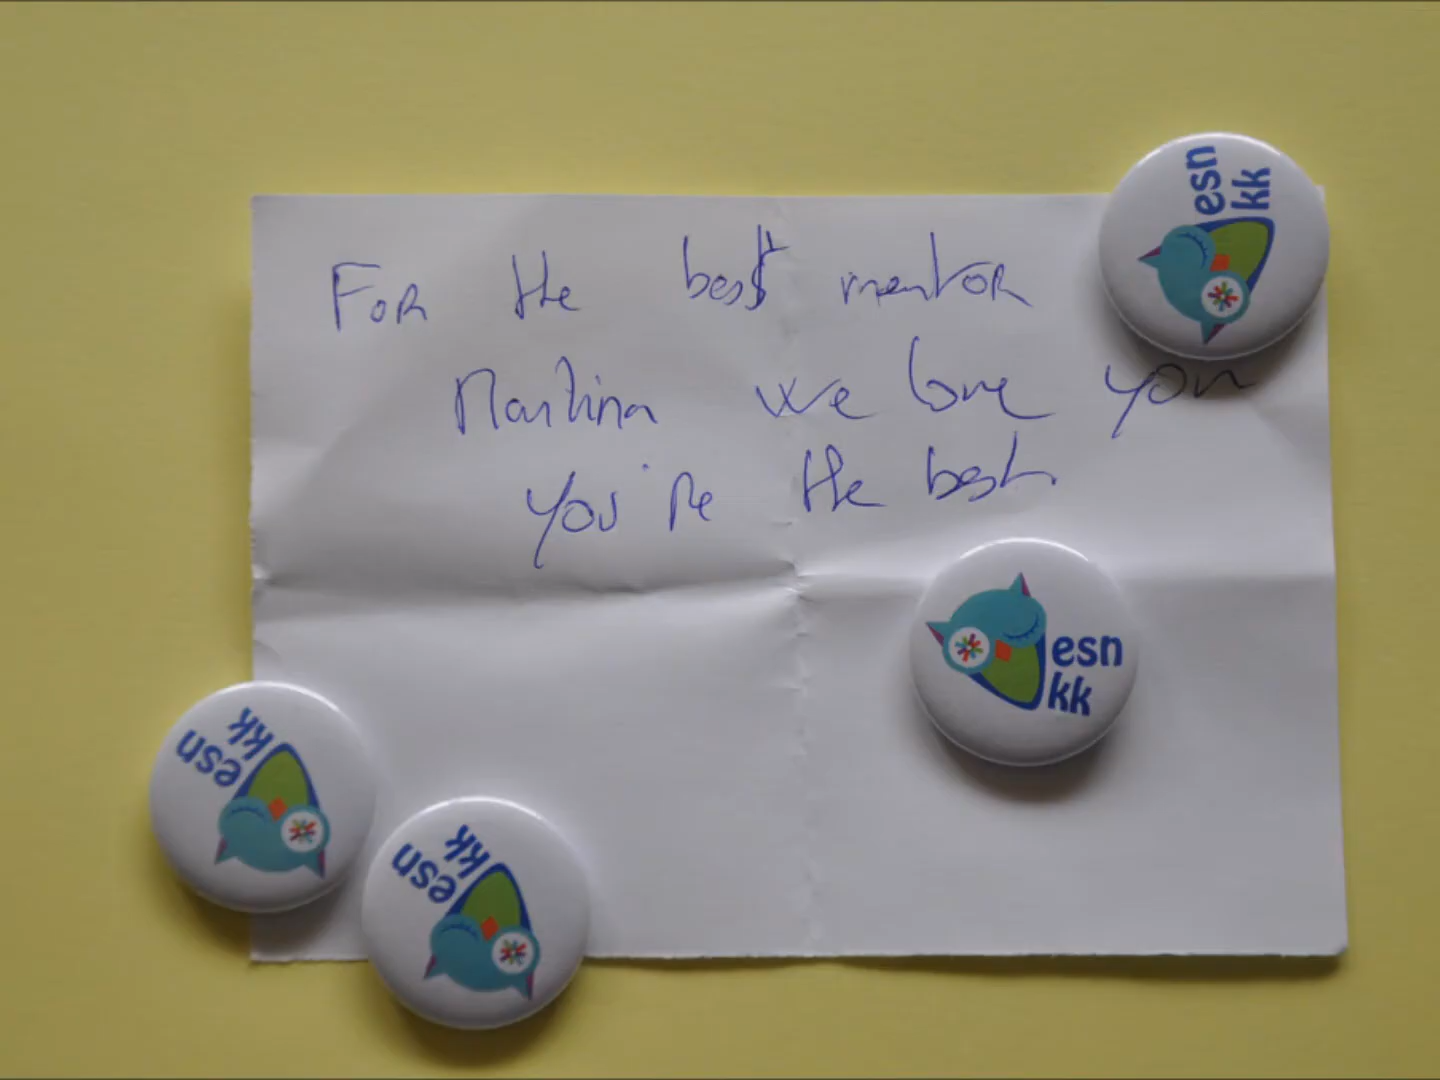 For the best mentor
Martina we love you
you're the best
esn
kk
esn
kk
esn
kk
esn
kk